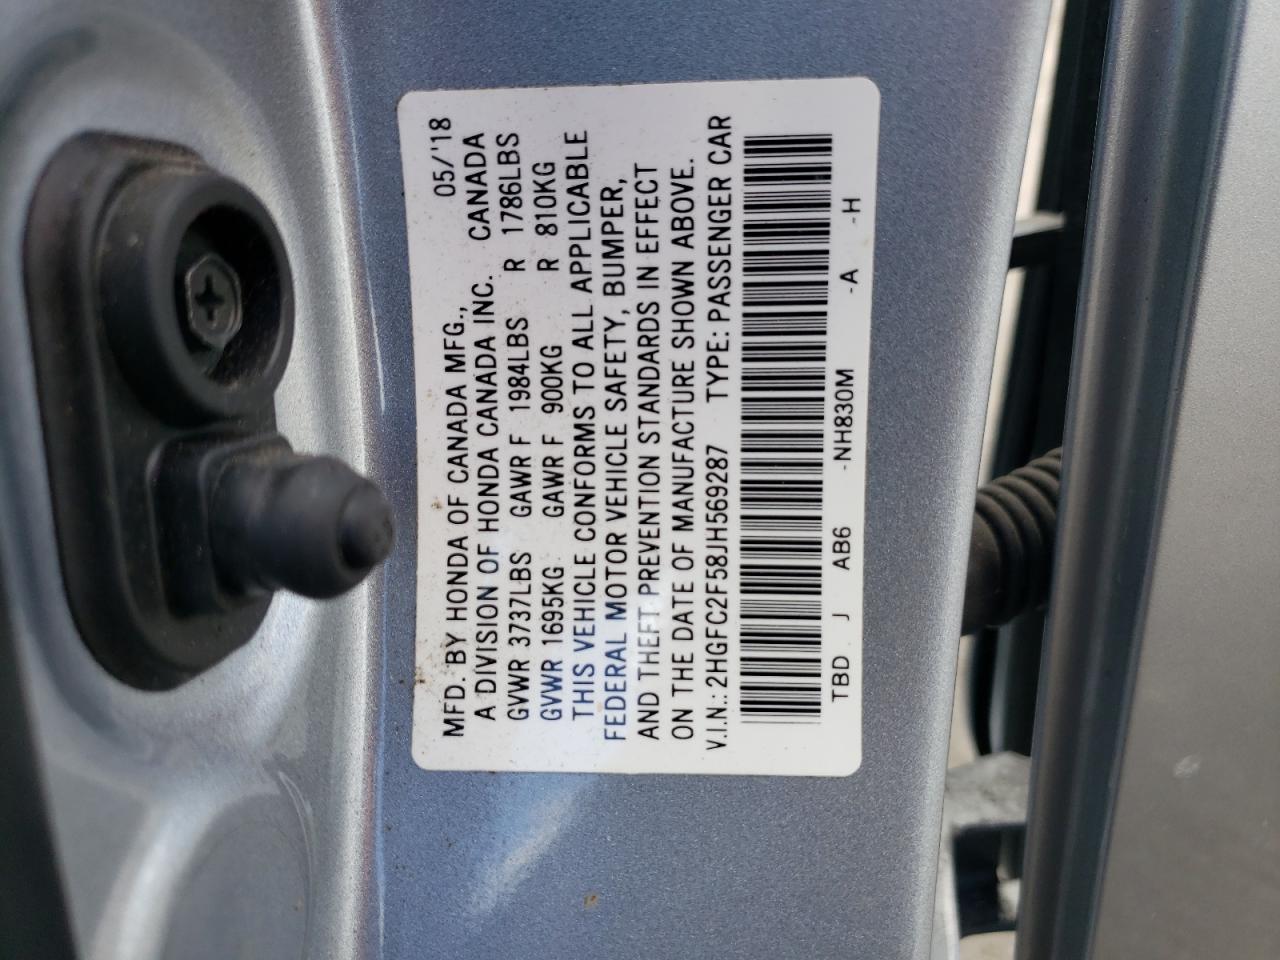 MFD. BY HONDA OF CANADA MFG., 05/'18
A DIVISION OF HONDA CANADA INC. CANADA
GVWR 3737LBS GAWR F 1984LBS R 1786LBS
GVWR 1695KG GAWR F 900KG R 810KG
THIS VEHICLE CONFORMS TO ALL APPLICABLE
FEDERAL MOTOR VEHICLE SAFETY, BUMPER,
AND THEFT PREVENTION STANDARDS IN EFFECT
ON THE DATE OF MANUFACTURE SHOWN ABOVE.
V.I.N.: 2HGFC2F58JH569287 TYPE: PASSENGER CAR
TBD J AB6 -NH830M -A -H